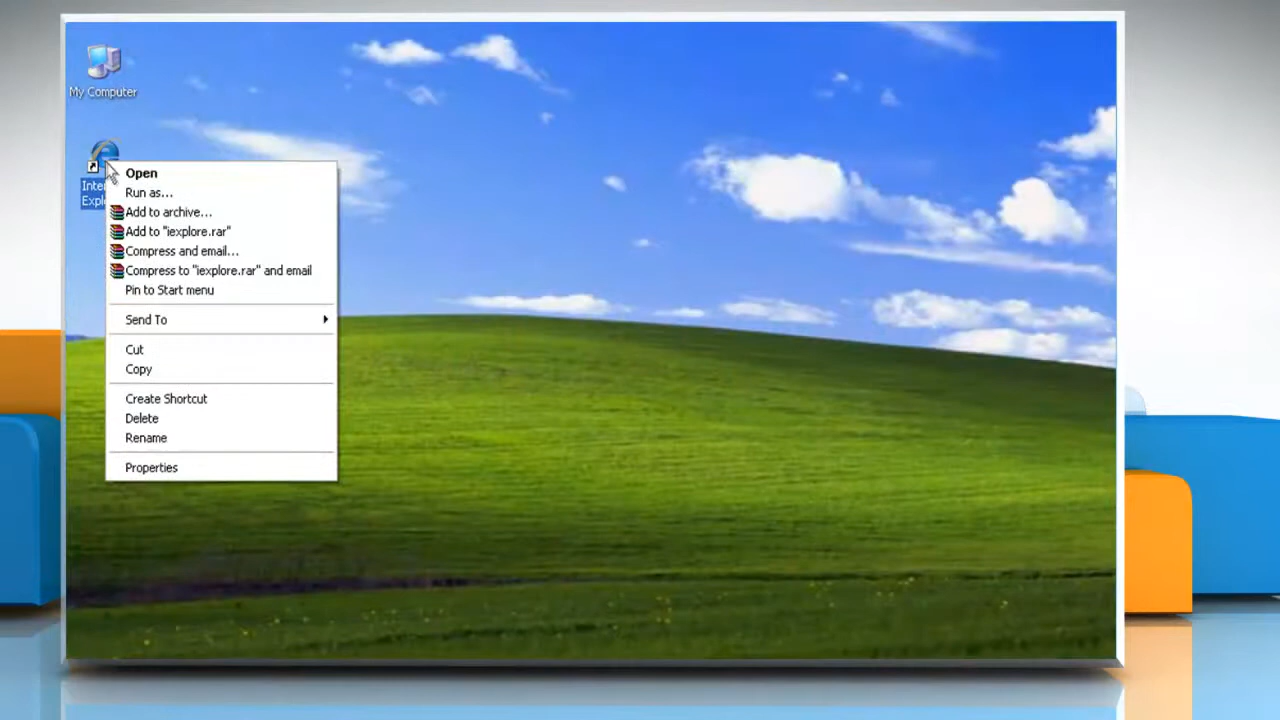 My Computer
Open
Run as...
Add to archive...
Add to "iexplore.rar"
Compress and email...
Compress to "iexplore.rar" and email
Pin to Start menu
Send To
Cut
Copy
Create Shortcut
Delete
Rename
Properties